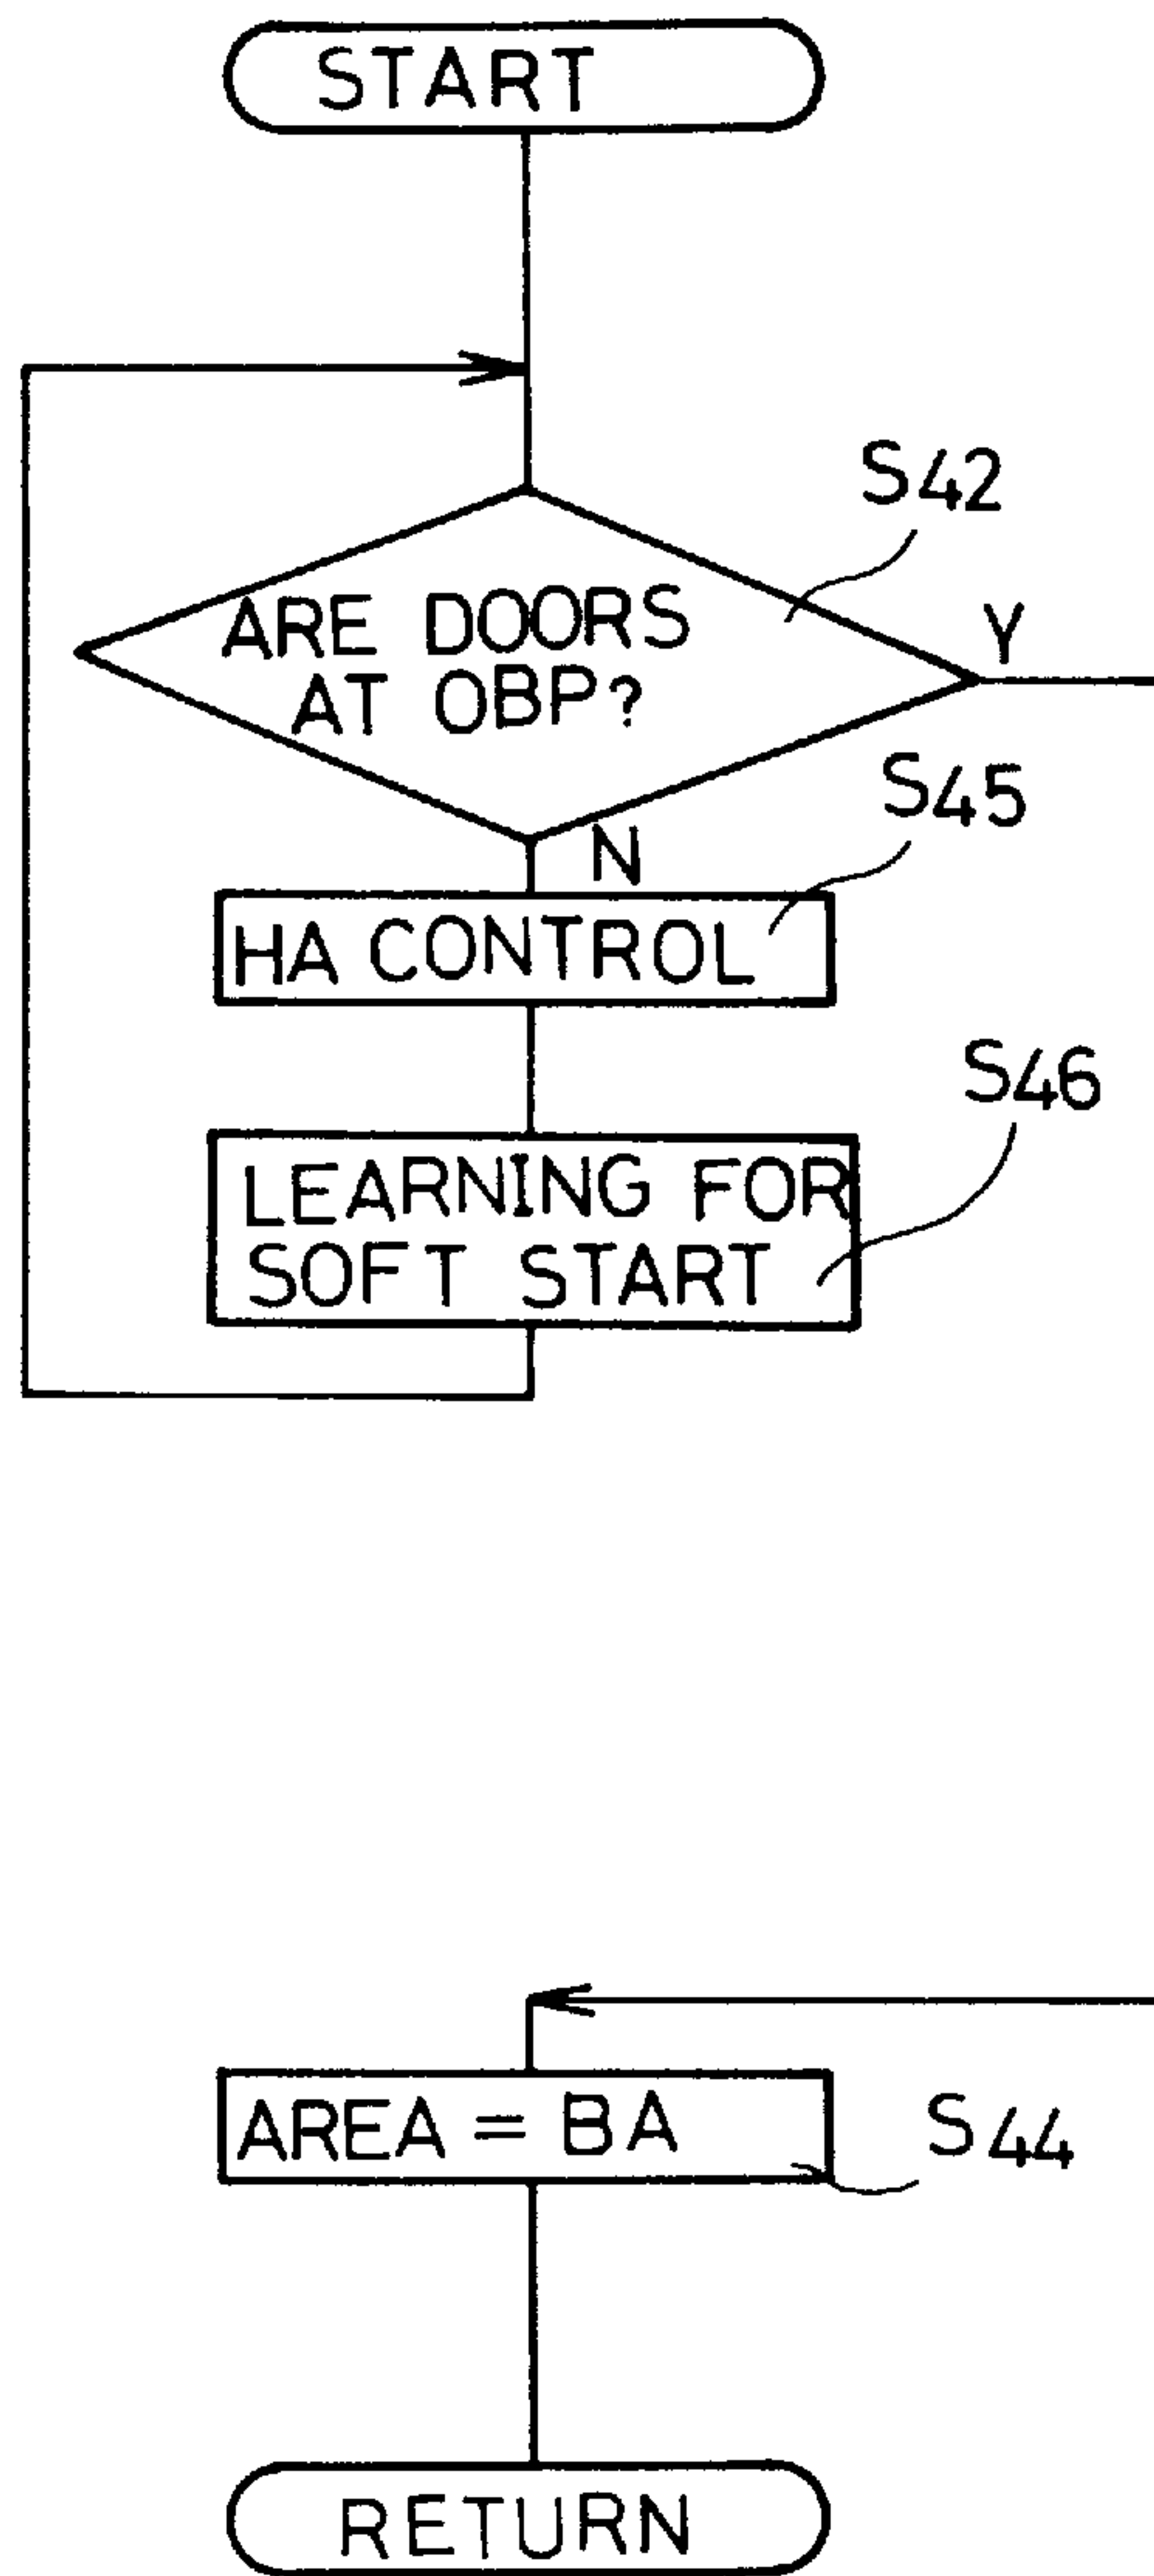 START
S42
ARE DOORS
AT OBP?
Y
N
S45
HA CONTROL
S46
LEARNING FOR
SOFT START
AREA = BA
S44
RETURN